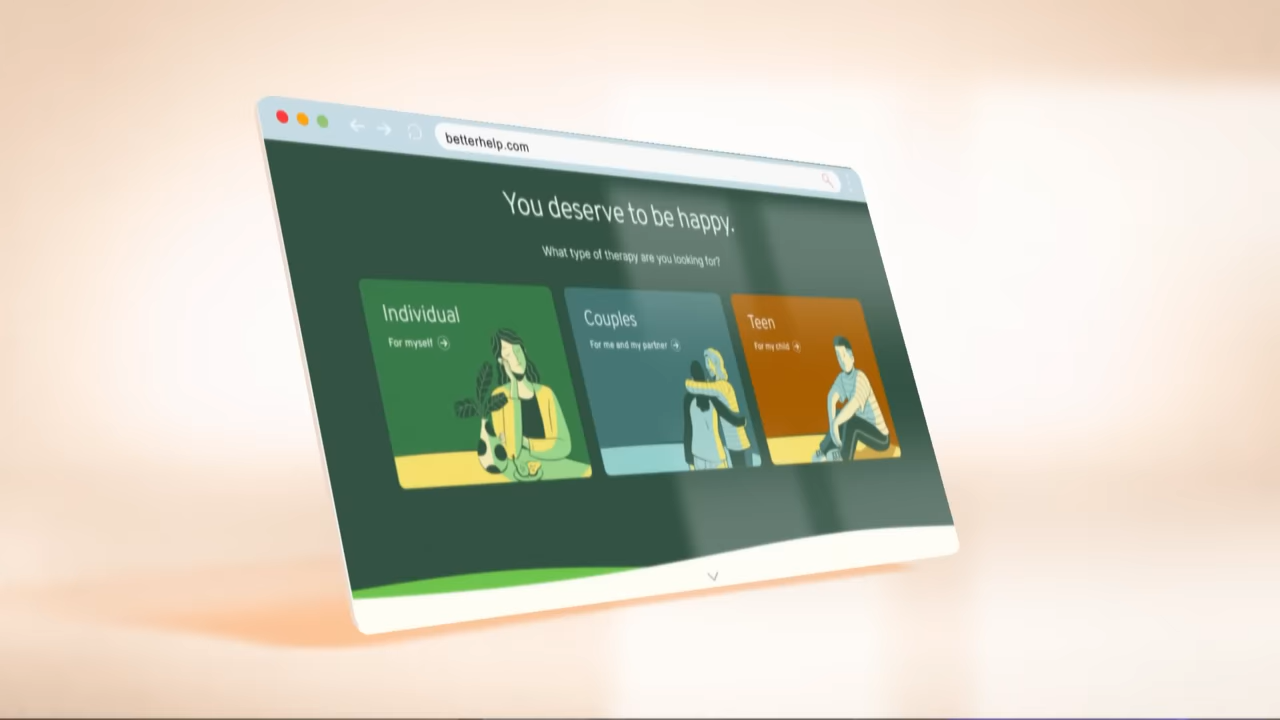 betterhelp.com
You deserve to be happy.
What type of therapy are you looking for?
Individual
For myself
Couples
For me and my partner
Teen
For my child